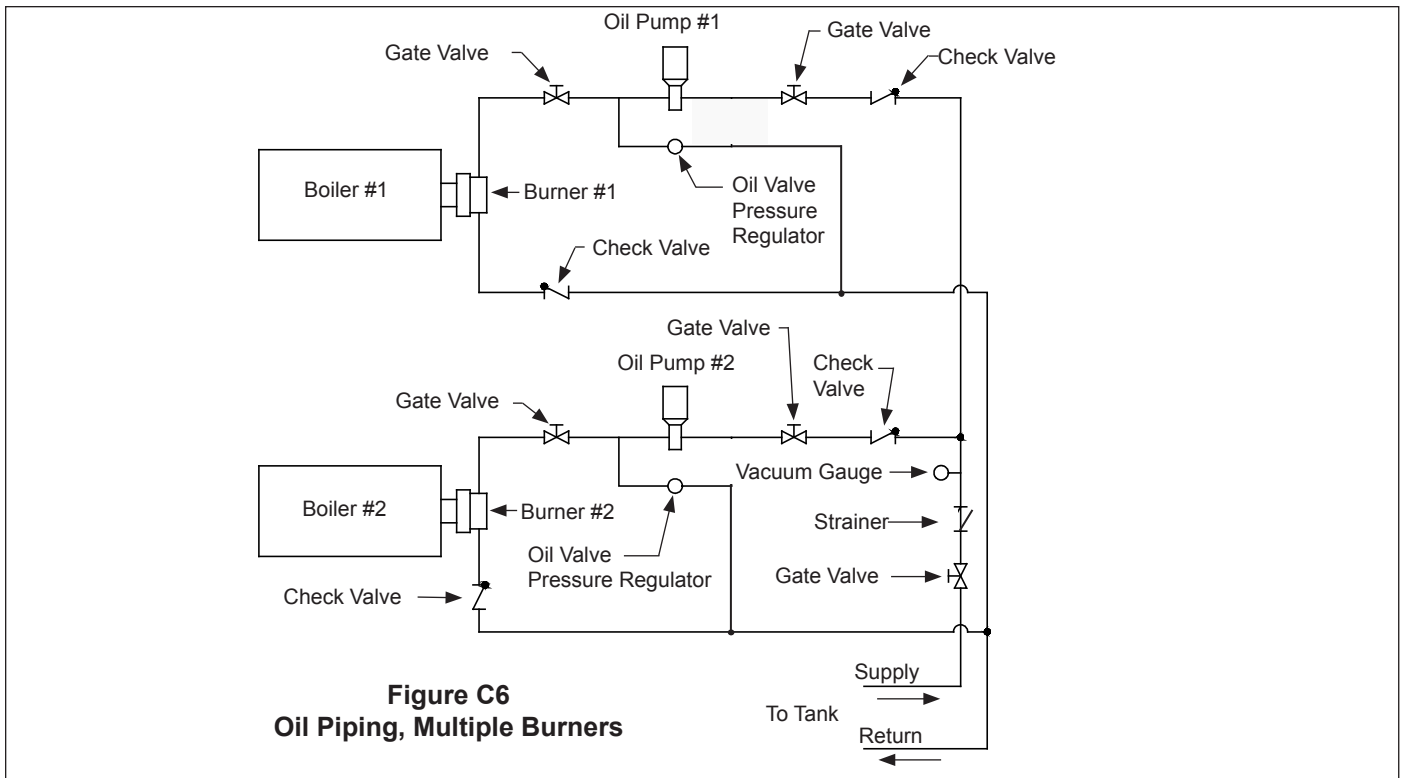 Oil Pump #1
Gate Valve
Gate Valve
Check Valve
Boiler #1
Burner #1
Oil Valve
Pressure
Regulator
Check Valve
Gate Valve
Oil Pump #2
Check
Valve
Gate Valve
Vacuum Gauge
Boiler #2
Burner #2
Strainer
Oil Valve
Pressure Regulator
Gate Valve
Check Valve
Supply
To Tank
Return
Figure C6
Oil Piping, Multiple Burners